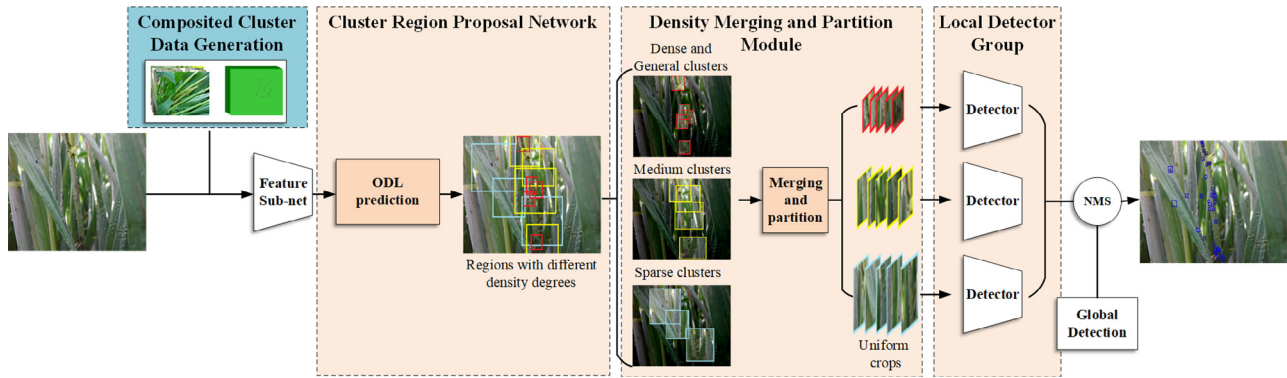 Composited Cluster
Data Generation
Cluster Region Proposal Network
Density Merging and Partition
Module
Local Detector
Group
Feature
Sub-net
ODL
prediction
Regions with different
density degrees
Dense and
General clusters
Medium clusters
Sparse clusters
Merging
and
partition
Uniform
crops
Detector
Detector
Detector
NMS
Global
Detection